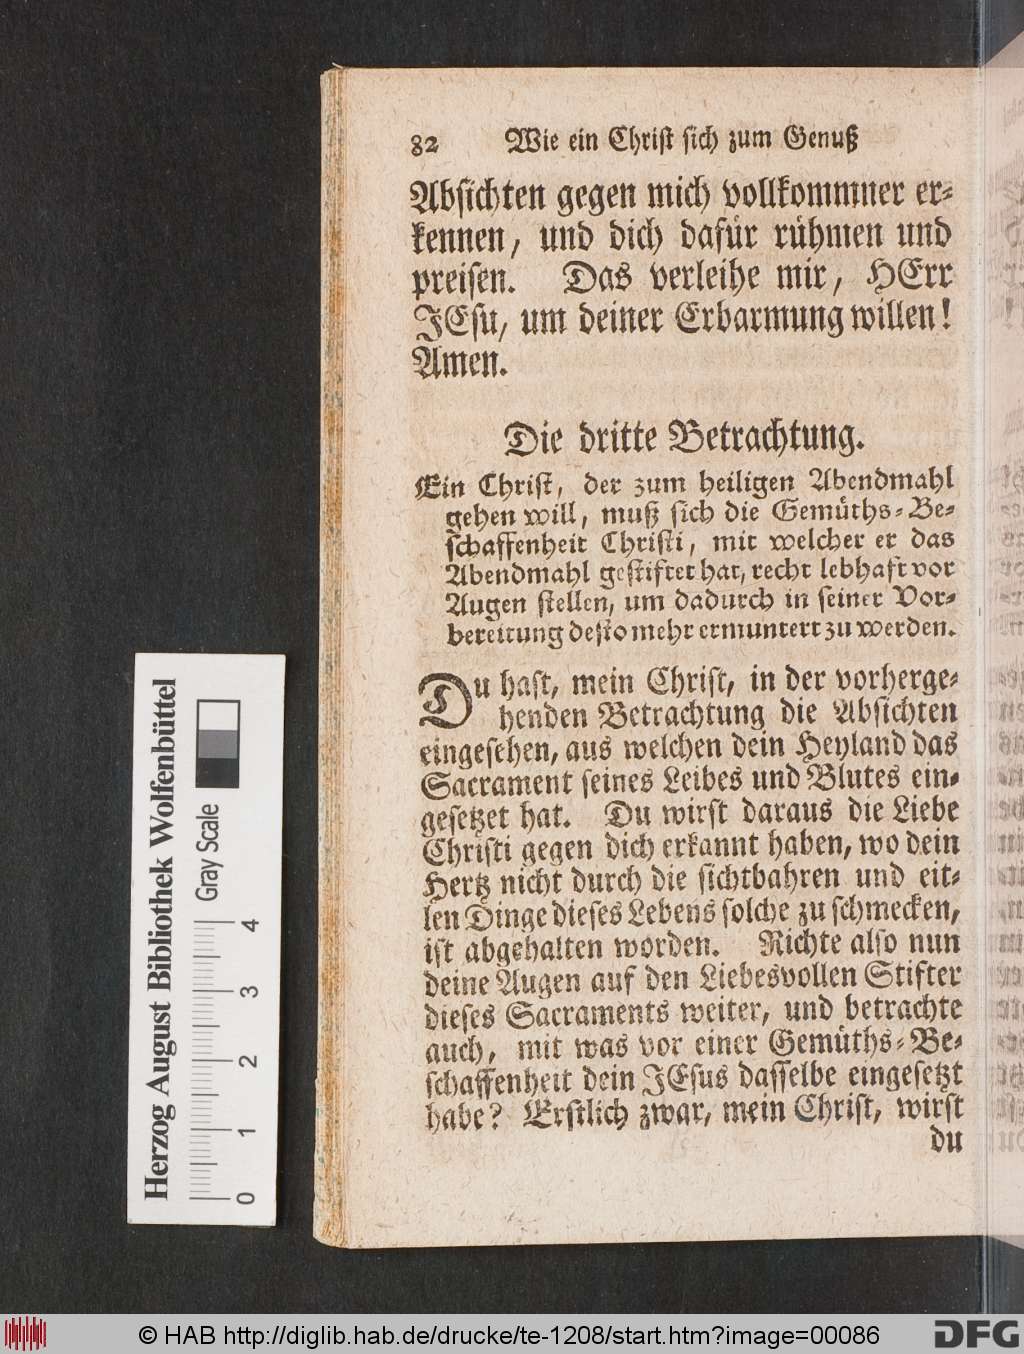 82 Wie ein Christ sich zum Genuß
Absichten gegen mich vollkommner er-
kennen, und dich dafür rühmen und
preisen. Das verleihe mir, HErr
JEsu, um deiner Erbarmung willen!
Amen.
Die dritte Betrachtung.
Ein Christ, der zum heiligen Abendmahl
gehen will, muß sich die Gemüths-Be-
schaffenheit Christi, mit welcher er das
Abendmahl gestiftet hat, recht lebhaft vor
Augen stellen, um dadurch in seiner Vor-
bereitung desto mehr ermuntert zu werden.
Du hast, mein Christ, in der vorherge-
henden Betrachtung die Absichten
eingesehen, aus welchen dein Heyland das
Sacrament seines Leibes und Blutes ein-
gesetzet hat. Du wirst daraus die Liebe
Christi gegen dich erkannt haben, wo dein
Hertz nicht durch die sichtbahren und eit-
len Dinge dieses Lebens solche zu schmecken,
ist abgehalten worden. Richte also nun
deine Augen auf den Liebesvollen Stifter
dieses Sacraments weiter, und betrachte
auch, mit was vor einer Gemüths-Be-
schaffenheit dein JEsus dasselbe eingesetzt
habe? Erstlich zwar, mein Christ, wirst
du
Herzog August Bibliothek Wolfenbüttel
Gray Scale
0 1 2 3 4
© HAB http://diglib.hab.de/drucke/te-1208/start.htm?image=00086
DFG